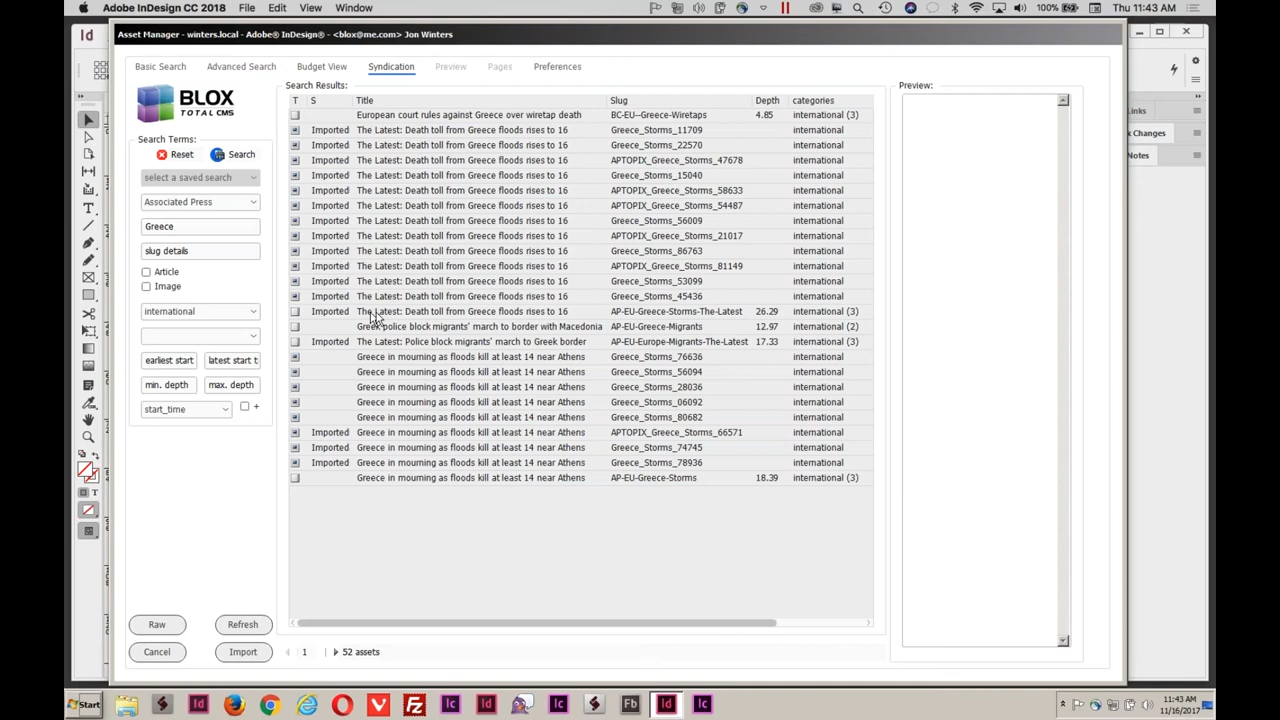 Adobe InDesign CC 2018 File Edit View Window 100% Thu 11:43 AM
Asset Manager - winters.local - Adobe® InDesign® - <blox@me.com> Jon Winters
Basic Search Advanced Search Budget View Syndication Preview Pages Preferences
BLOX
TOTAL CMS
Search Terms:
Reset Search
select a saved search
Associated Press
Greece
slug details
Article
Image
international
earliest start latest start t
min. depth max. depth
start_time +
Raw Refresh
Cancel Import
Search Results:
T S Title Slug Depth categories
European court rules against Greece over wiretap death BC-EU--Greece-Wiretaps 4.85 international (3)
Imported The Latest: Death toll from Greece floods rises to 16 Greece_Storms_11709 international
Imported The Latest: Death toll from Greece floods rises to 16 Greece_Storms_22570 international
Imported The Latest: Death toll from Greece floods rises to 16 APTOPIX_Greece_Storms_47678 international
Imported The Latest: Death toll from Greece floods rises to 16 Greece_Storms_15040 international
Imported The Latest: Death toll from Greece floods rises to 16 APTOPIX_Greece_Storms_58633 international
Imported The Latest: Death toll from Greece floods rises to 16 APTOPIX_Greece_Storms_54487 international
Imported The Latest: Death toll from Greece floods rises to 16 Greece_Storms_56009 international
Imported The Latest: Death toll from Greece floods rises to 16 APTOPIX_Greece_Storms_21017 international
Imported The Latest: Death toll from Greece floods rises to 16 Greece_Storms_86763 international
Imported The Latest: Death toll from Greece floods rises to 16 APTOPIX_Greece_Storms_81149 international
Imported The Latest: Death toll from Greece floods rises to 16 Greece_Storms_53099 international
Imported The Latest: Death toll from Greece floods rises to 16 Greece_Storms_45436 international
Imported The Latest: Death toll from Greece floods rises to 16 AP-EU-Greece-Storms-The-Latest 26.29 international (3)
Greek police block migrants' march to border with Macedonia AP-EU-Greece-Migrants 12.97 international (2)
Imported The Latest: Police block migrants' march to Greek border AP-EU-Europe-Migrants-The-Latest 17.33 international (3)
Greece in mourning as floods kill at least 14 near Athens Greece_Storms_76636 international
Greece in mourning as floods kill at least 14 near Athens Greece_Storms_56094 international
Greece in mourning as floods kill at least 14 near Athens Greece_Storms_28036 international
Greece in mourning as floods kill at least 14 near Athens Greece_Storms_06092 international
Greece in mourning as floods kill at least 14 near Athens Greece_Storms_80682 international
Imported Greece in mourning as floods kill at least 14 near Athens APTOPIX_Greece_Storms_66571 international
Imported Greece in mourning as floods kill at least 14 near Athens Greece_Storms_74745 international
Imported Greece in mourning as floods kill at least 14 near Athens Greece_Storms_78936 international
Greece in mourning as floods kill at least 14 near Athens AP-EU-Greece-Storms 18.39 international (3)
1 52 assets
Preview:
Id
Links
k Changes
Notes
Start Id Fz Ic Id Ic Ic Fb Id Ic
11:43 AM
11/16/2017